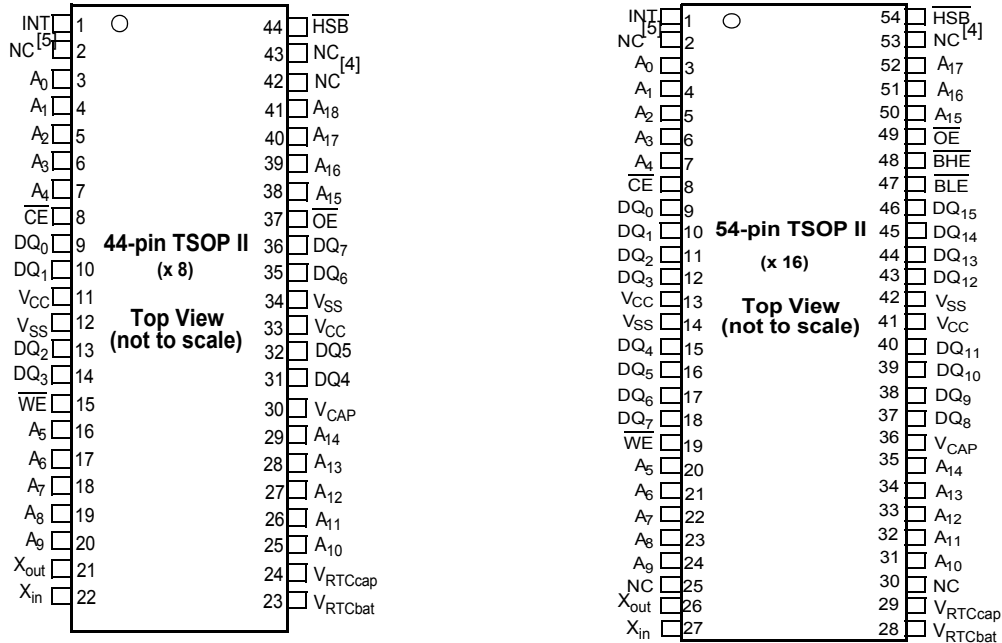 INT 1 44 HSB
NC [5] 2 43 NC [4]
A0 3 42 NC
A1 4 41 A18
A2 5 40 A17
A3 6 39 A16
A4 7 38 A15
CE 8 37 OE
DQ0 9 36 DQ7
DQ1 10 35 DQ6
VCC 11 34 VSS
VSS 12 33 VCC
DQ2 13 32 DQ5
DQ3 14 31 DQ4
WE 15 30 VCAP
A5 16 29 A14
A6 17 28 A13
A7 18 27 A12
A8 19 26 A11
A9 20 25 A10
Xout 21 24 VRTCcap
Xin 22 23 VRTCbat
44-pin TSOP II
(x 8)
Top View
(not to scale)
INT 1 54 HSB
NC [5] 2 53 NC [4]
A0 3 52 A17
A1 4 51 A16
A2 5 50 A15
A3 6 49 OE
A4 7 48 BHE
CE 8 47 BLE
DQ0 9 46 DQ15
DQ1 10 45 DQ14
DQ2 11 44 DQ13
DQ3 12 43 DQ12
VCC 13 42 VSS
VSS 14 41 VCC
DQ4 15 40 DQ11
DQ5 16 39 DQ10
DQ6 17 38 DQ9
DQ7 18 37 DQ8
WE 19 36 VCAP
A5 20 35 A14
A6 21 34 A13
A7 22 33 A12
A8 23 32 A11
A9 24 31 A10
NC 25 30 NC
Xout 26 29 VRTCcap
Xin 27 28 VRTCbat
54-pin TSOP II
(x 16)
Top View
(not to scale)